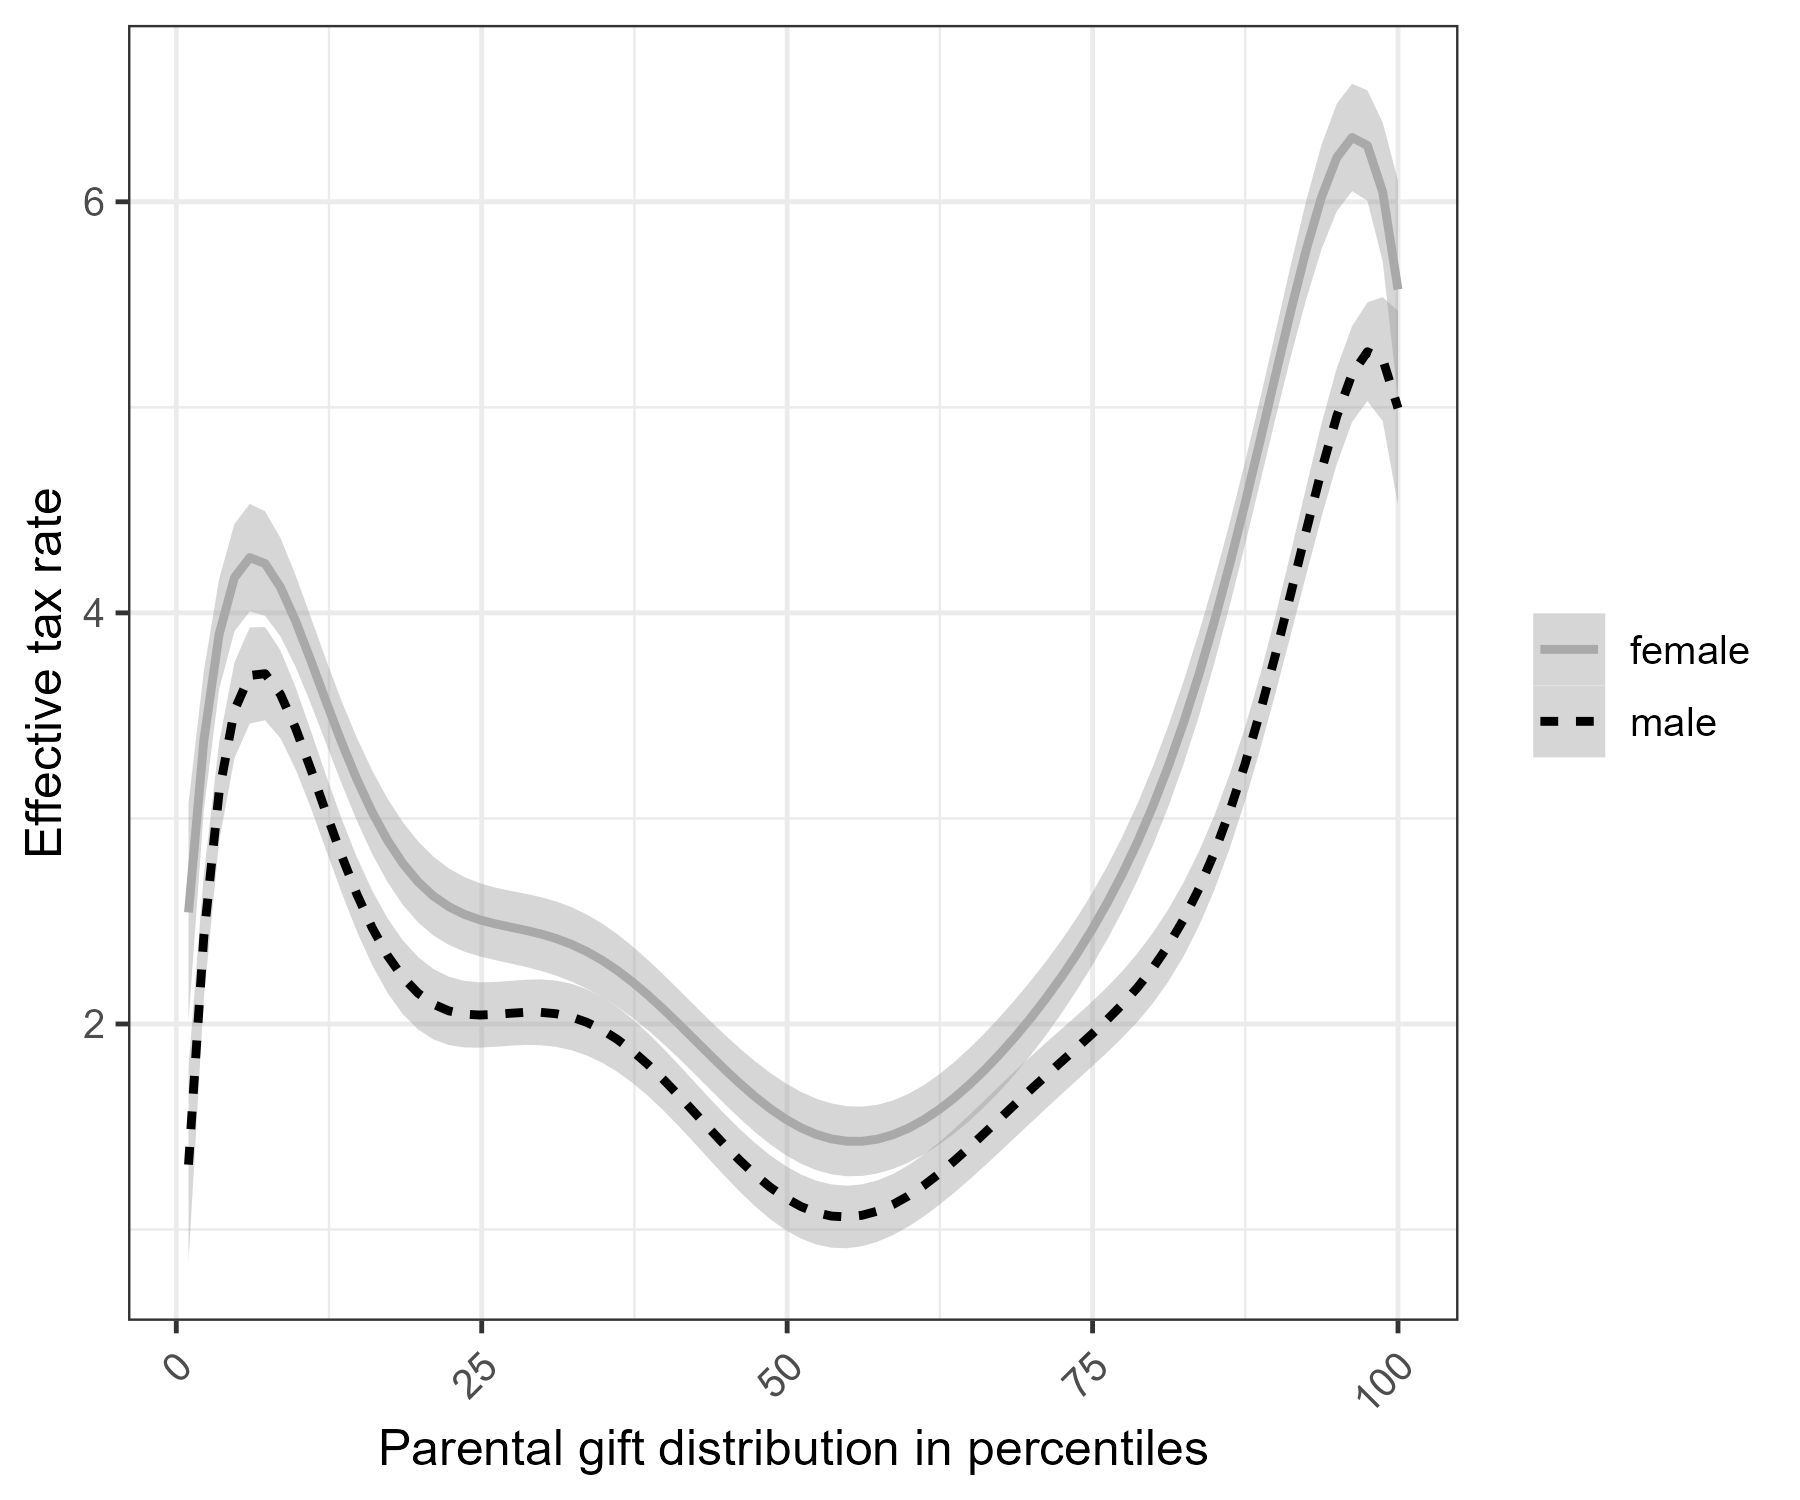 Effective tax rate
6
4
2
0
25
50
75
100
Parental gift distribution in percentiles
female
male